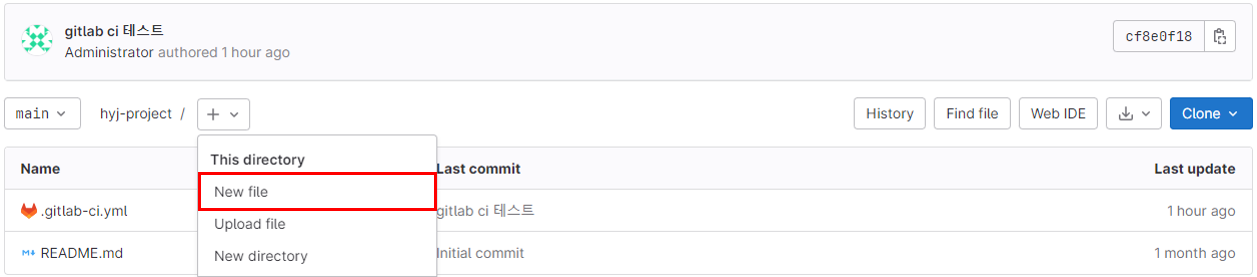 gitlab ci 테스트
Administrator authored 1 hour ago
cf8e0f18
main hyj-project / +
History Find file Web IDE Clone
This directory
New file
Upload file
New directory
Name Last commit Last update
.gitlab-ci.yml gitlab ci 테스트 1 hour ago
M↓ README.md Initial commit 1 month ago